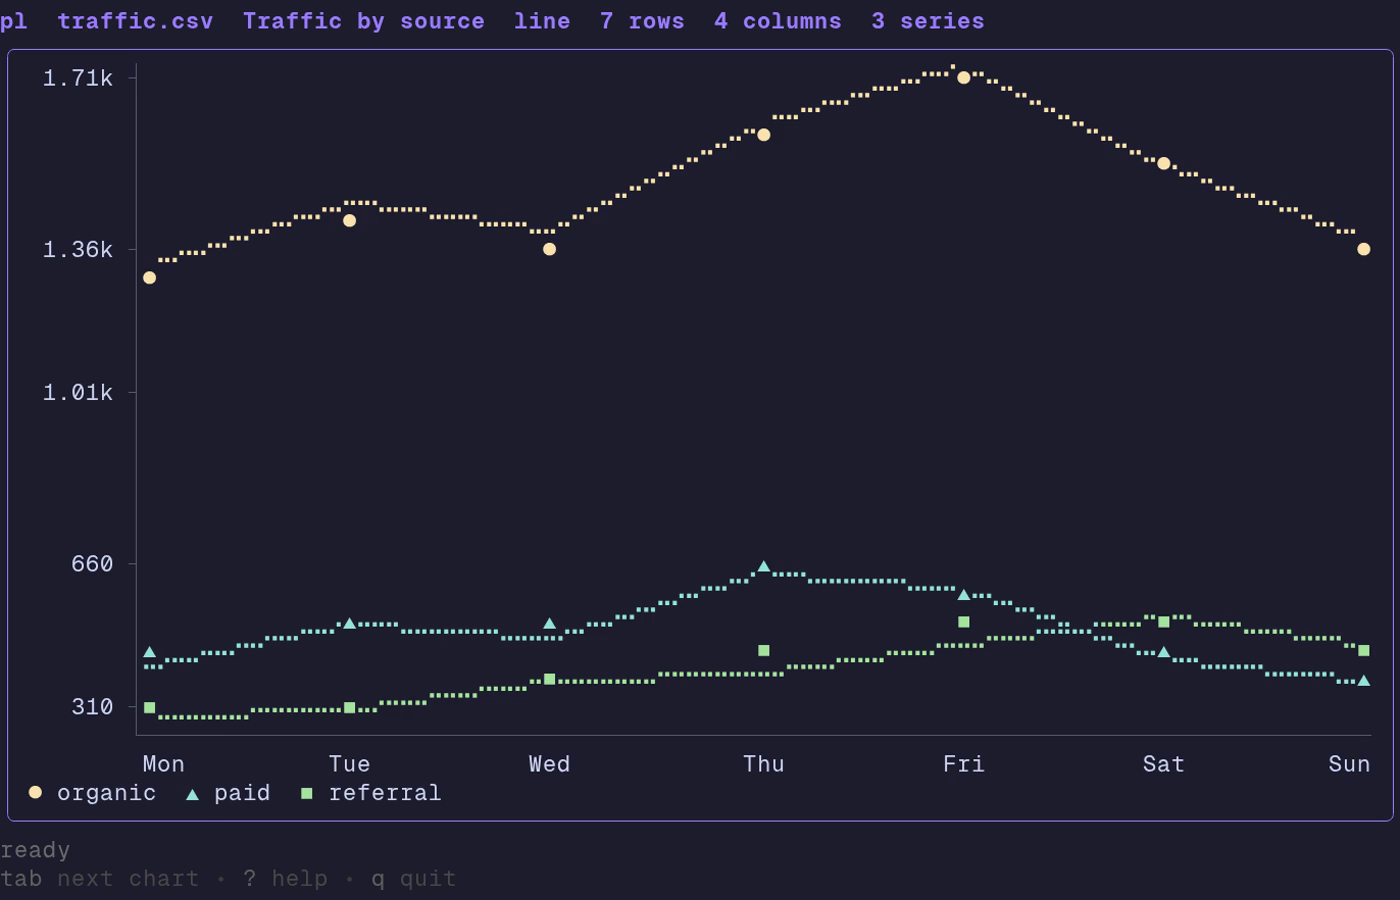 pl  traffic.csv  Traffic by source  line  7 rows  4 columns  3 series
1.71k
1.36k
1.01k
660
310
Mon Tue Wed Thu Fri Sat Sun
organic paid referral
ready
tab next chart • ? help • q quit